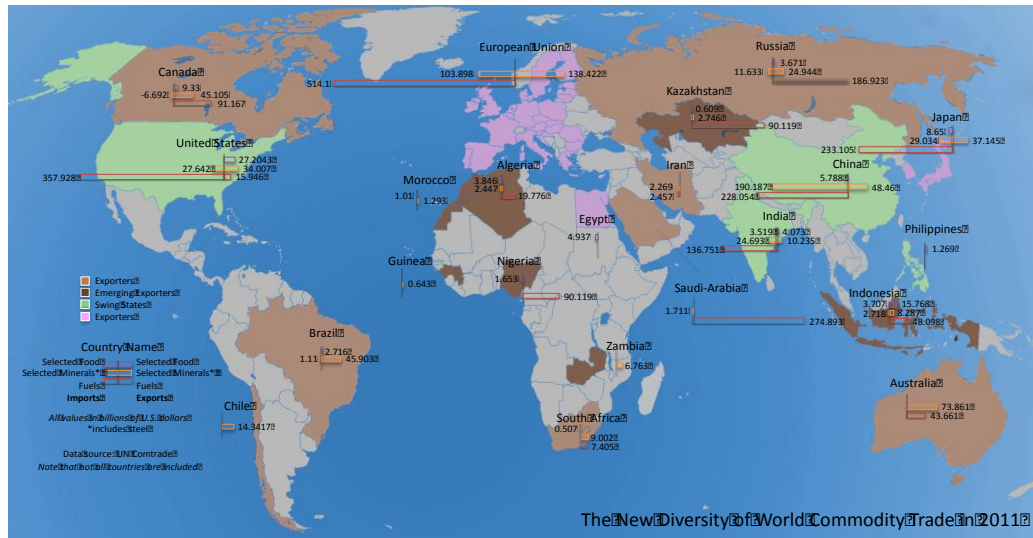 European Union
103.898 138.422
514.1
Russia
3.671
11.633 24.944
186.923
Canada
9.33
-6.692 45.105
91.167
Kazakhstan
0.609
2.746
90.119
Japan
8.65
29.034 37.145
233.105
United States
27.2043
27.642 34.007
357.928 15.946
China
5.788
190.187 48.46
228.054
Algeria
3.846
2.447
19.776
Morocco
1.01 1.293
Iran
2.269
2.457
Egypt
4.937
India
3.519 4.073
24.693 10.235
136.751
Philippines
1.269
Guinea
0.643
Nigeria
1.653
90.119
Saudi-Arabia
1.711
274.893
Indonesia
3.707 15.768
2.718 8.287
48.098
Exporters
Emerging Exporters
Swing States
Exporters
Brazil
2.716
1.11 45.903
Zambia
6.763
Country Name
Selected Food Selected Food
Selected Minerals* Selected Minerals*
Fuels Fuels
Imports Exports
All values in billions of U.S. dollars
*includes steel
Data source: UN Comtrade
Note that not all countries are included
Chile
14.3417
South Africa
0.507
9.002
7.405
Australia
73.861
43.661
The New Diversity of World Commodity Trade in 2011